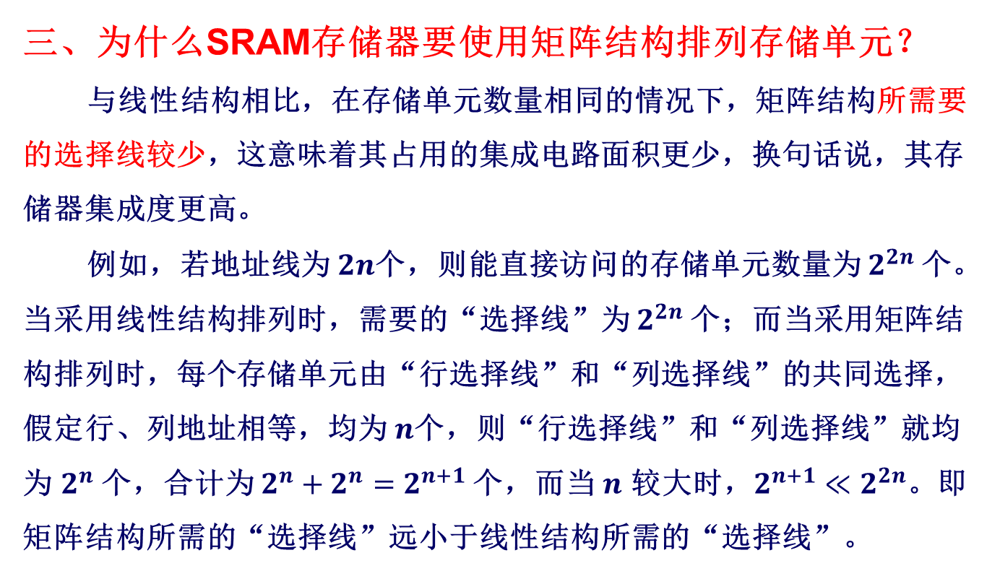 三、为什么SRAM存储器要使用矩阵结构排列存储单元？
与线性结构相比，在存储单元数量相同的情况下，矩阵结构所需要
的选择线较少，这意味着其占用的集成电路面积更少，换句话说，其存
储器集成度更高。
例如，若地址线为 2n个，则能直接访问的存储单元数量为 2²ⁿ 个。
当采用线性结构排列时，需要的“选择线”为 2²ⁿ 个；而当采用矩阵结
构排列时，每个存储单元由“行选择线”和“列选择线”的共同选择，
假定行、列地址相等，均为 n个，则“行选择线”和“列选择线”就均
为 2ⁿ 个，合计为 2ⁿ + 2ⁿ = 2ⁿ⁺¹ 个，而当 n 较大时，2ⁿ⁺¹ ≪ 2²ⁿ。即
矩阵结构所需的“选择线”远小于线性结构所需的“选择线”。